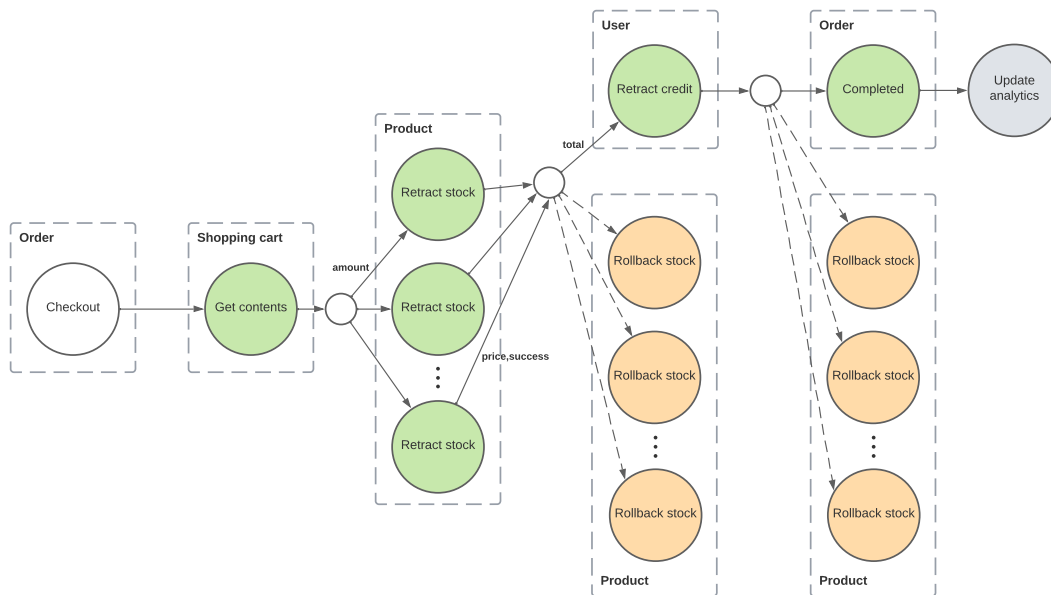 Order
Checkout
Shopping cart
Get contents
amount
Product
Retract stock
Retract stock
Retract stock
price,success
total
User
Retract credit
Rollback stock
Rollback stock
Rollback stock
Product
Order
Completed
Rollback stock
Rollback stock
Rollback stock
Product
Update
analytics